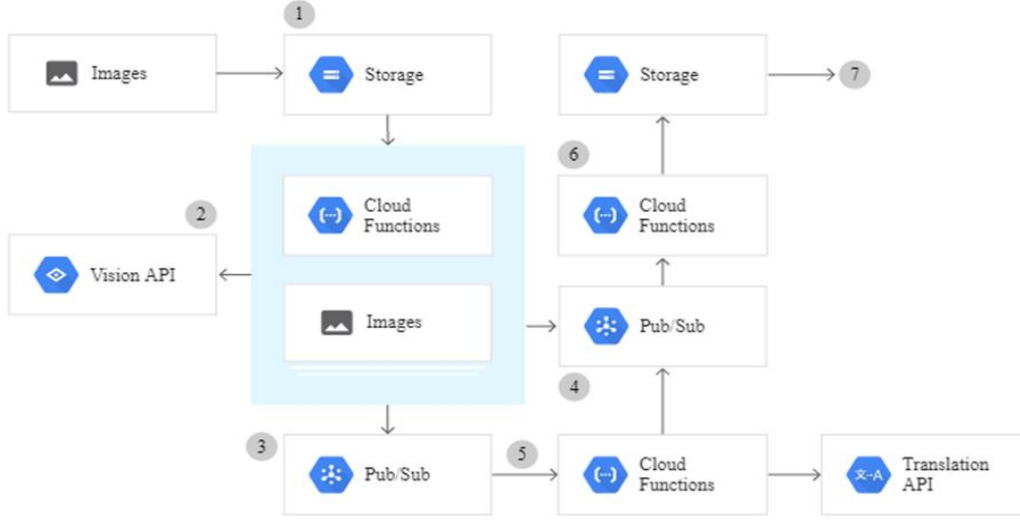 1
Images
Storage
Storage
7
6
Cloud
Functions
Cloud
Functions
2
Vision API
Images
Pub/Sub
4
3
Pub/Sub
5
Cloud
Functions
文→A
Translation
API